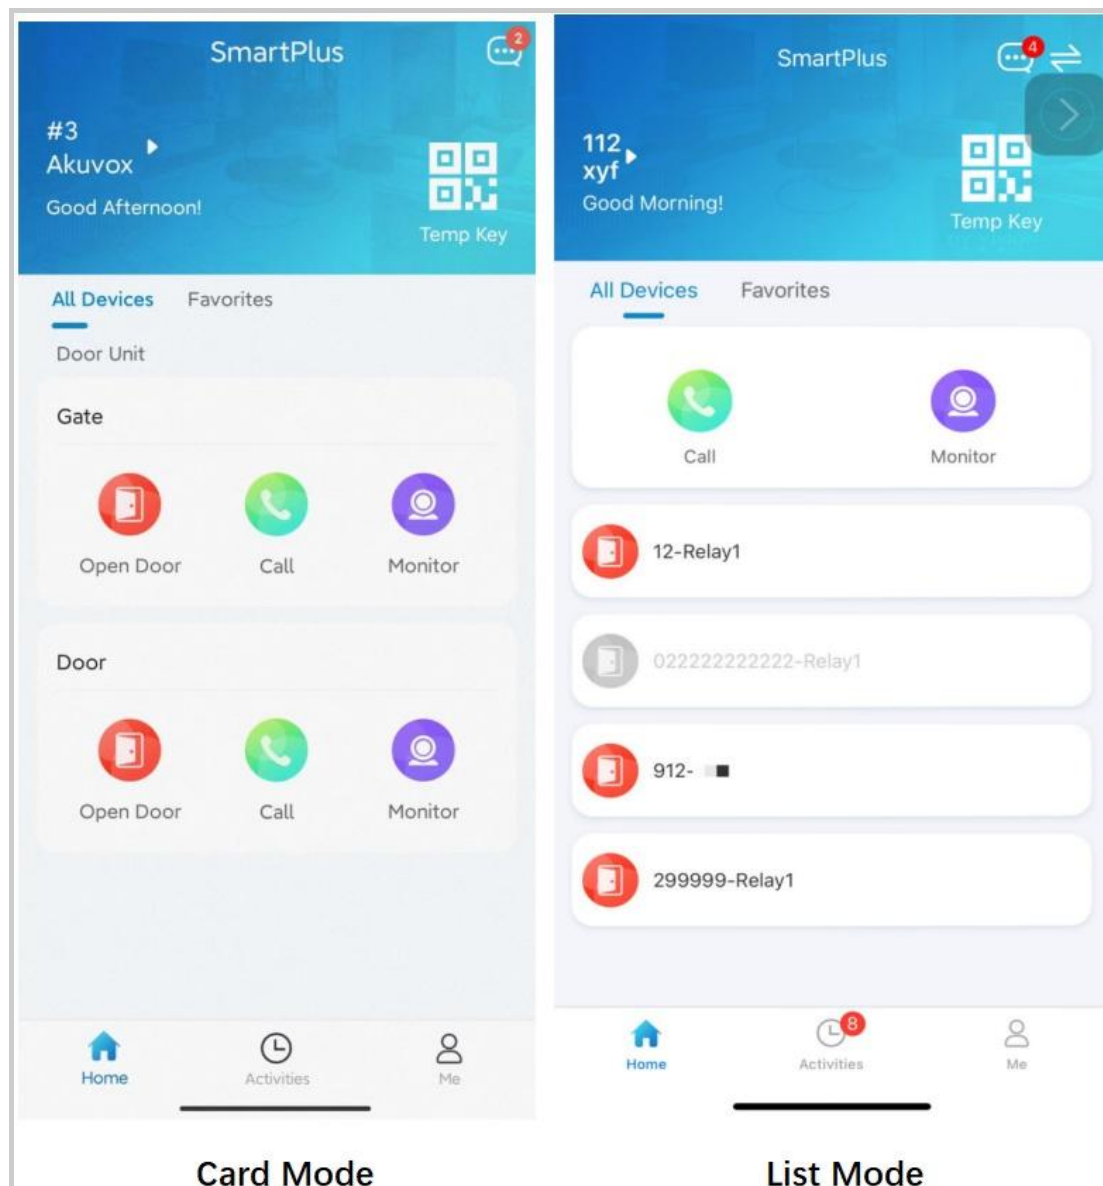 SmartPlus
2
#3
Akuvox
Good Afternoon!
Temp Key
All Devices Favorites
Door Unit
Gate
Open Door Call Monitor
Door
Open Door Call Monitor
Home Activities Me
Card Mode
SmartPlus
4
112
xyf
Good Morning!
Temp Key
All Devices Favorites
Call Monitor
12-Relay1
022222222222-Relay1
912-
299999-Relay1
8
Home Activities Me
List Mode